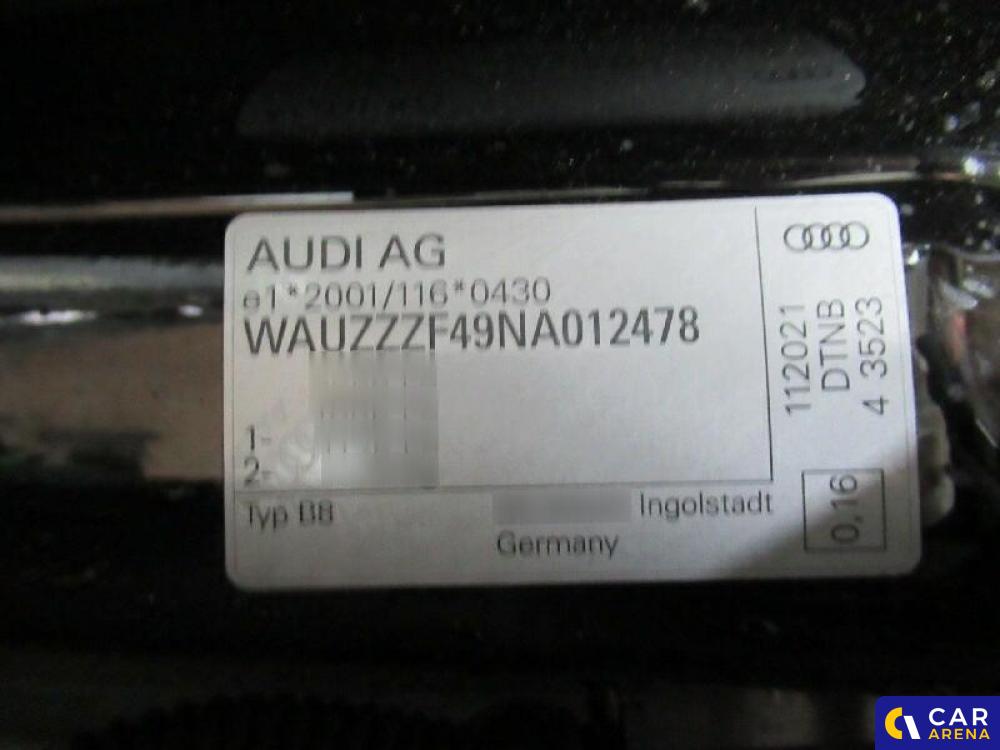 AUDI AG
e1*2001/116*0430
WAUZZZF49NA012478
1-
2-
Typ B8
Ingolstadt
Germany
112021
DTNB
4 3523
0,16
CAR
ARENA